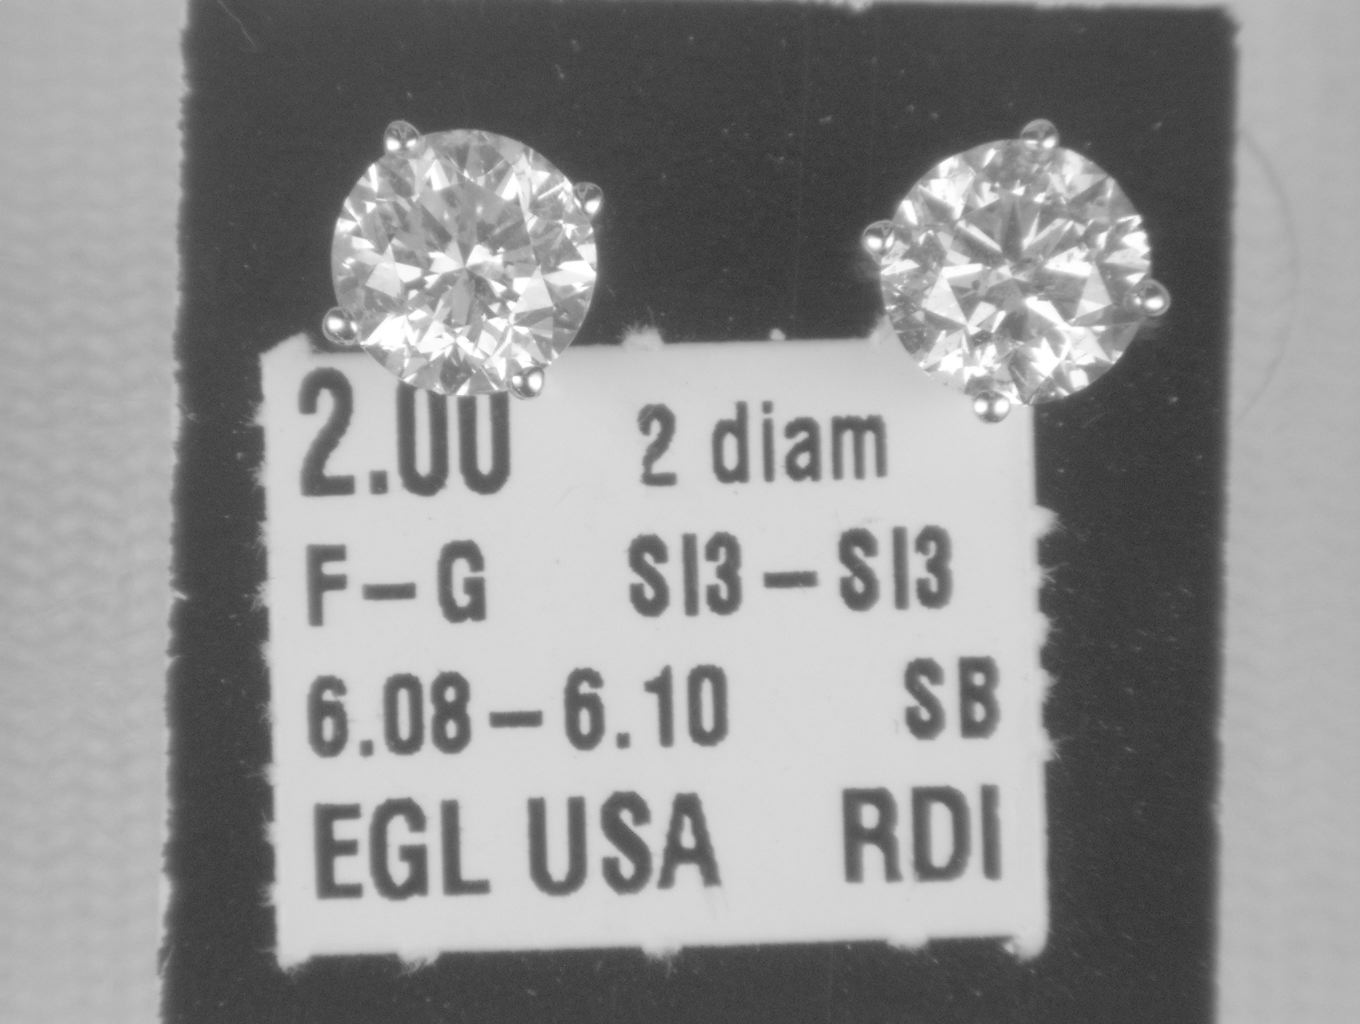 2.00 2 diam
F-G SI3-SI3
6.08-6.10 SB
EGL USA RDI